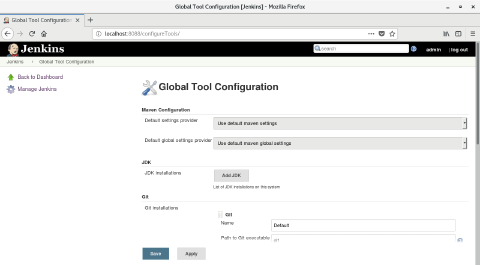 Global Tool Configuration [Jenkins] - Mozilla Firefox
Global Tool Configuration
localhost:8080/configureTools/
Jenkins
search
admin
log out
Jenkins
Global Tool Configuration
Back to Dashboard
Manage Jenkins
Global Tool Configuration
Maven Configuration
Default settings provider
Use default maven settings
Default global settings provider
Use default maven global settings
JDK
JDK installations
Add JDK
List of JDK installations on this system
Git
Git installations
Git
Name
Default
Path to Git executable
git
Save
Apply